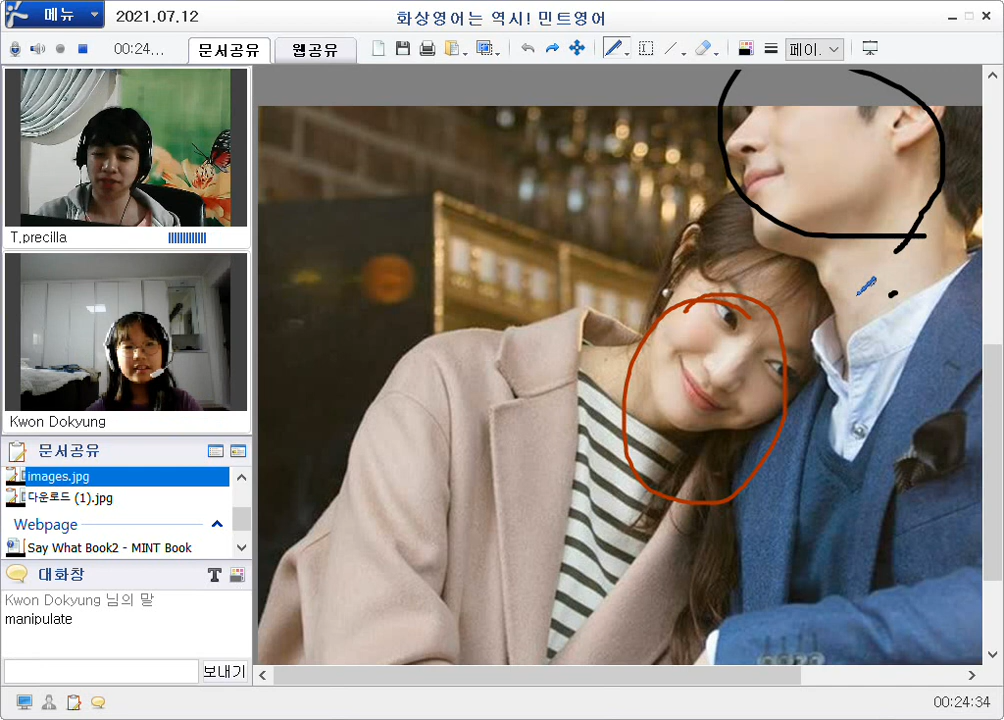 메뉴
2021.07.12
화상영어는 역시! 민트영어
00:24...
문서공유
웹공유
페이.
T.precilla
Kwon Dokyung
문서공유
images.jpg
다운로드 (1).jpg
Webpage
Say What Book2 - MINT Book
대화창
T
Kwon Dokyung 님의 말
manipulate
보내기
00:24:34